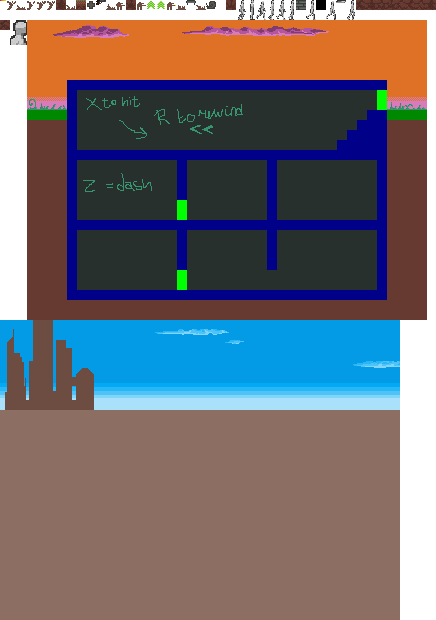 X to hit
R to rewind
<<
Z = dash